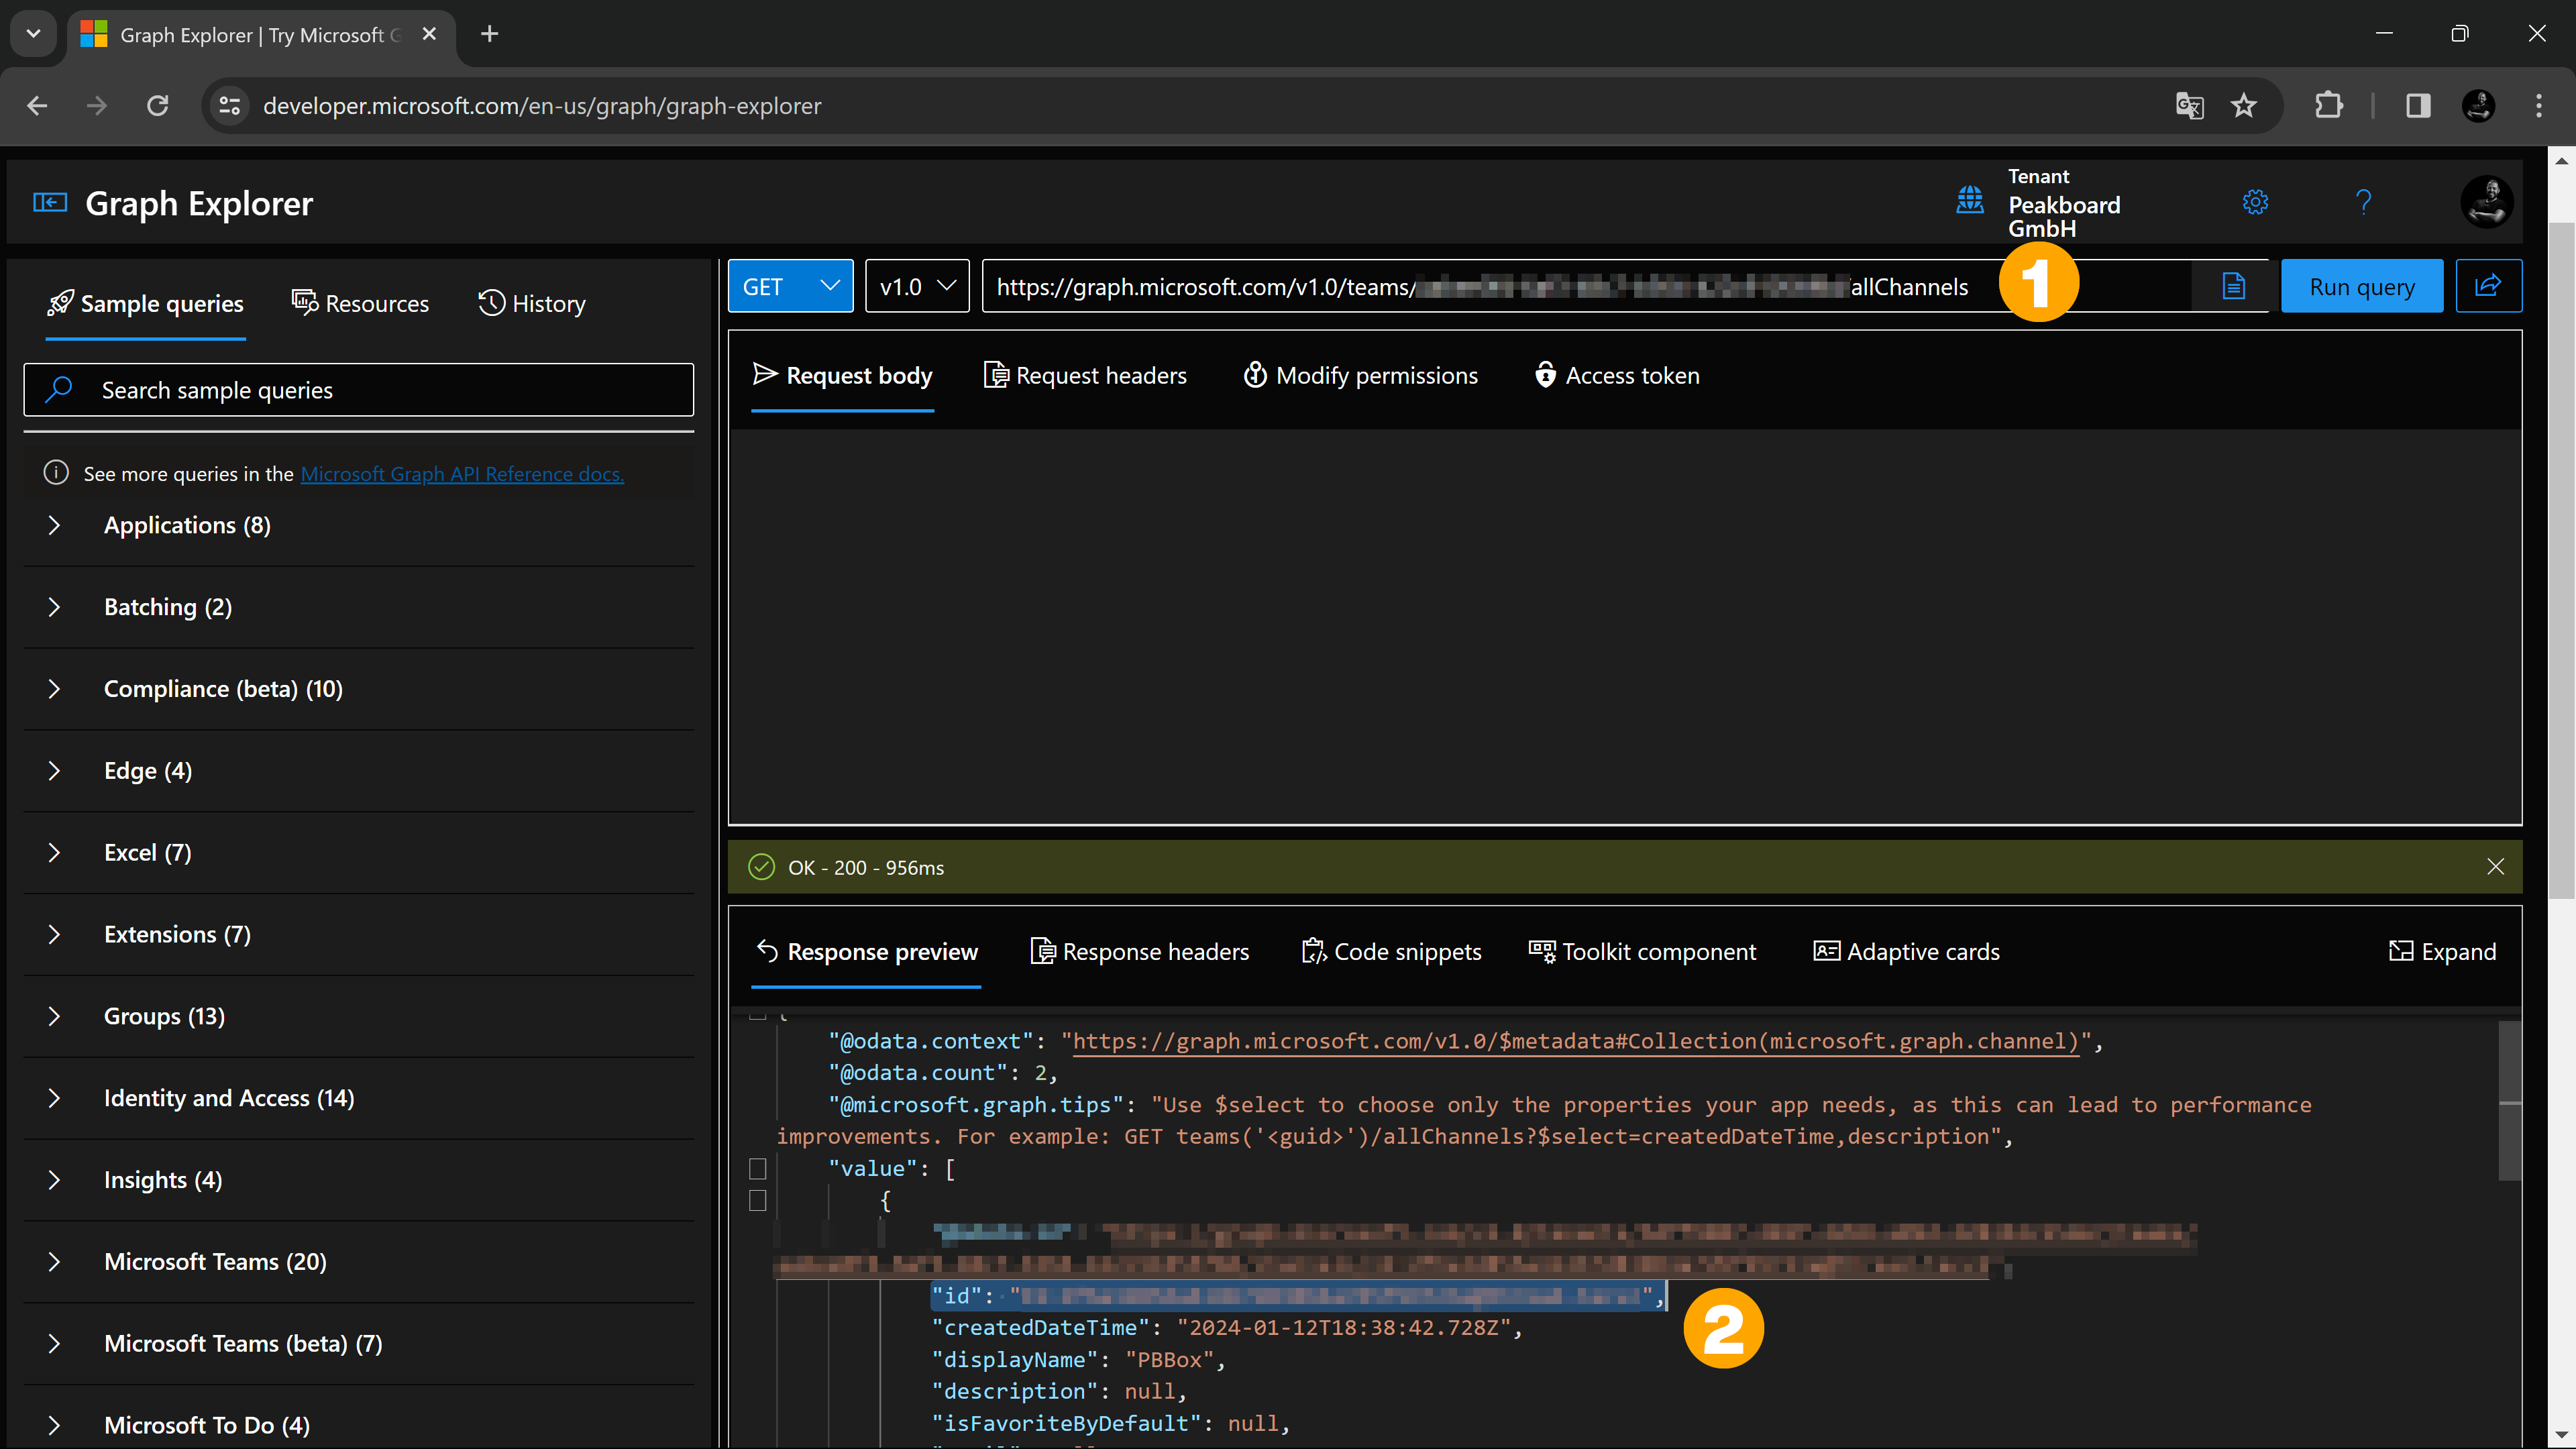 Graph Explorer | Try Microsoft G
developer.microsoft.com/en-us/graph/graph-explorer
Graph Explorer
Tenant
Peakboard
GmbH
?
Sample queries
Resources
History
GET
v1.0
https://graph.microsoft.com/v1.0/teams/
allChannels
1
Run query
Search sample queries
Request body
Request headers
Modify permissions
Access token
See more queries in the Microsoft Graph API Reference docs.
Applications (8)
Batching (2)
Compliance (beta) (10)
Edge (4)
Excel (7)
Extensions (7)
Groups (13)
Identity and Access (14)
Insights (4)
Microsoft Teams (20)
Microsoft Teams (beta) (7)
Microsoft To Do (4)
OK - 200 - 956ms
Response preview
Response headers
Code snippets
Toolkit component
Adaptive cards
Expand
"@odata.context": "https://graph.microsoft.com/v1.0/$metadata#Collection(microsoft.graph.channel)",
"@odata.count": 2,
"@microsoft.graph.tips": "Use $select to choose only the properties your app needs, as this can lead to performance
improvements. For example: GET teams('<guid>')/allChannels?$select=createdDateTime,description",
"value": [
{
"id": "
",
2
"createdDateTime": "2024-01-12T18:38:42.728Z",
"displayName": "PBBox",
"description": null,
"isFavoriteByDefault": null,